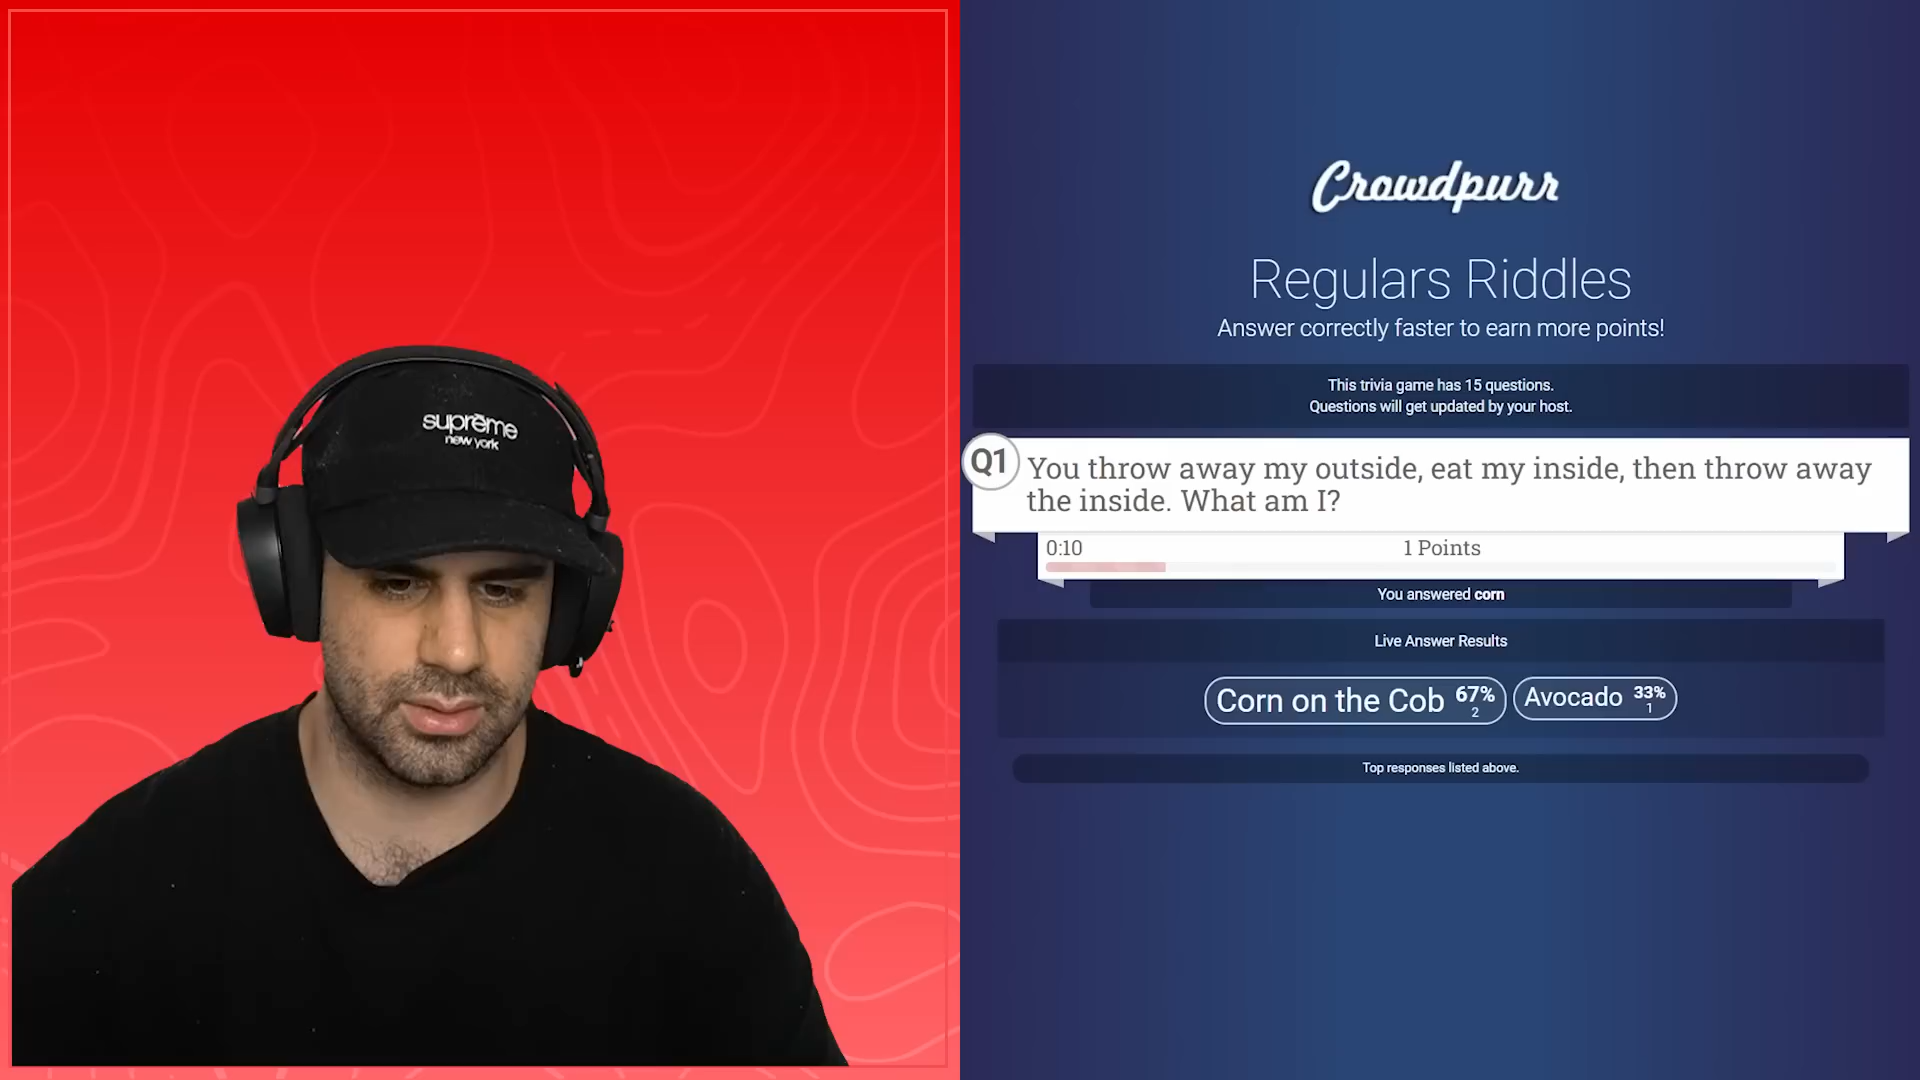 suprēme
new york
Crowdpurr
Regulars Riddles
Answer correctly faster to earn more points!
This trivia game has 15 questions.
Questions will get updated by your host.
Q1
You throw away my outside, eat my inside, then throw away
the inside. What am I?
0:10
1 Points
You answered corn
Live Answer Results
Corn on the Cob 67%
2
Avocado 33%
1
Top responses listed above.